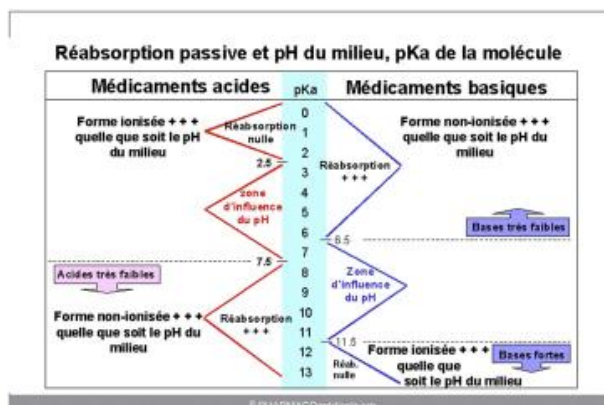 Réabsorption passive et pH du milieu, pKa de la molécule
Médicaments acides
pKa
Médicaments basiques
Forme ionisée + + +
quelle que soit le pH
du milieu
Réabsorption
nulle
2.5
zone
d'influence
du pH
7.5
Acides très faibles
Forme non-ionisée + + +
quelle que soit le pH du
milieu
Réabsorption
+ + +
0
1
2
3
4
5
6
7
8
9
10
11
12
13
Forme non-ionisée + + +
quelle que soit le pH du
milieu
Réabsorption
+ + +
Bases très faibles
6.5
Zone
d'influence
du pH
11.5
Forme ionisée + + +
quelle que
soit le pH du milieu
Bases fortes
Réab.
nulle